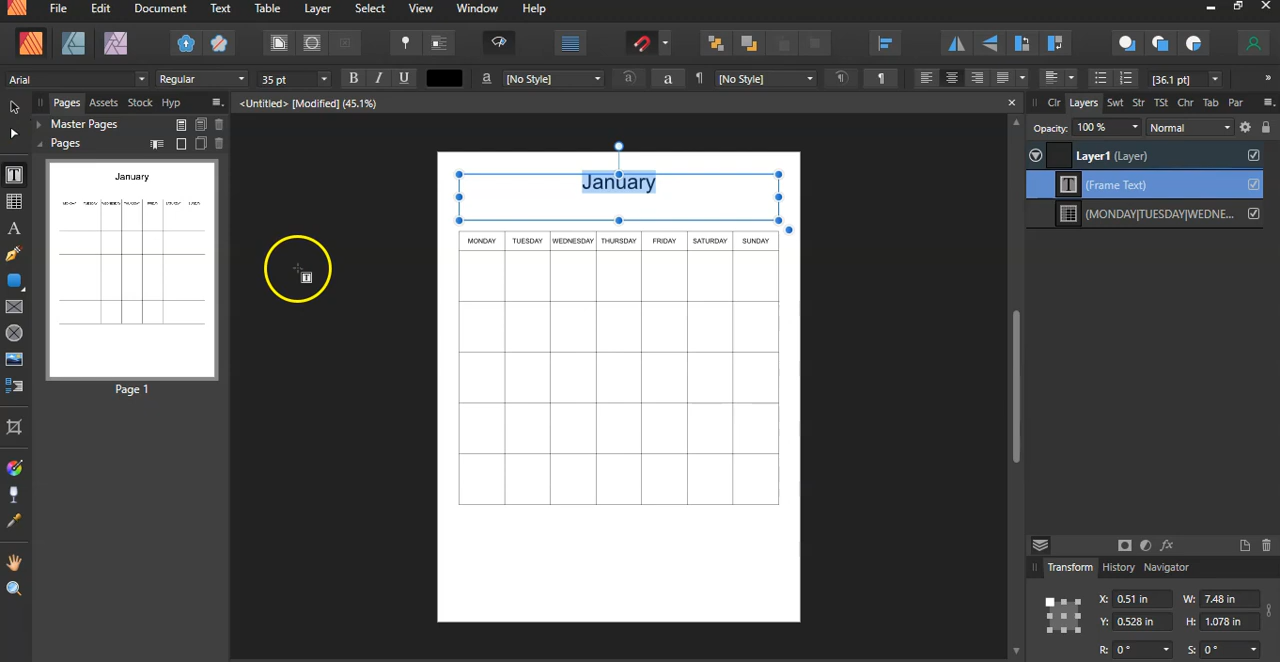 File Edit Document Text Table Layer Select View Window Help
Arial Regular 35 pt B I U a [No Style] a a ¶ [No Style] ¶ ¶ [36.1 pt] »
Pages Assets Stock Hyp <Untitled> [Modified] (45.1%) Clr Layers Swt Str TSt Chr Tab Par
Master Pages
Pages
January
Page 1
January
MONDAY TUESDAY WEDNESDAY THURSDAY FRIDAY SATURDAY SUNDAY
Opacity: 100 % Normal
Layer1 (Layer)
(Frame Text)
(MONDAY|TUESDAY|WEDNE...
fx
Transform History Navigator
X: 0.51 in W: 7.48 in
Y: 0.528 in H: 1.078 in
R: 0 ° S: 0 °